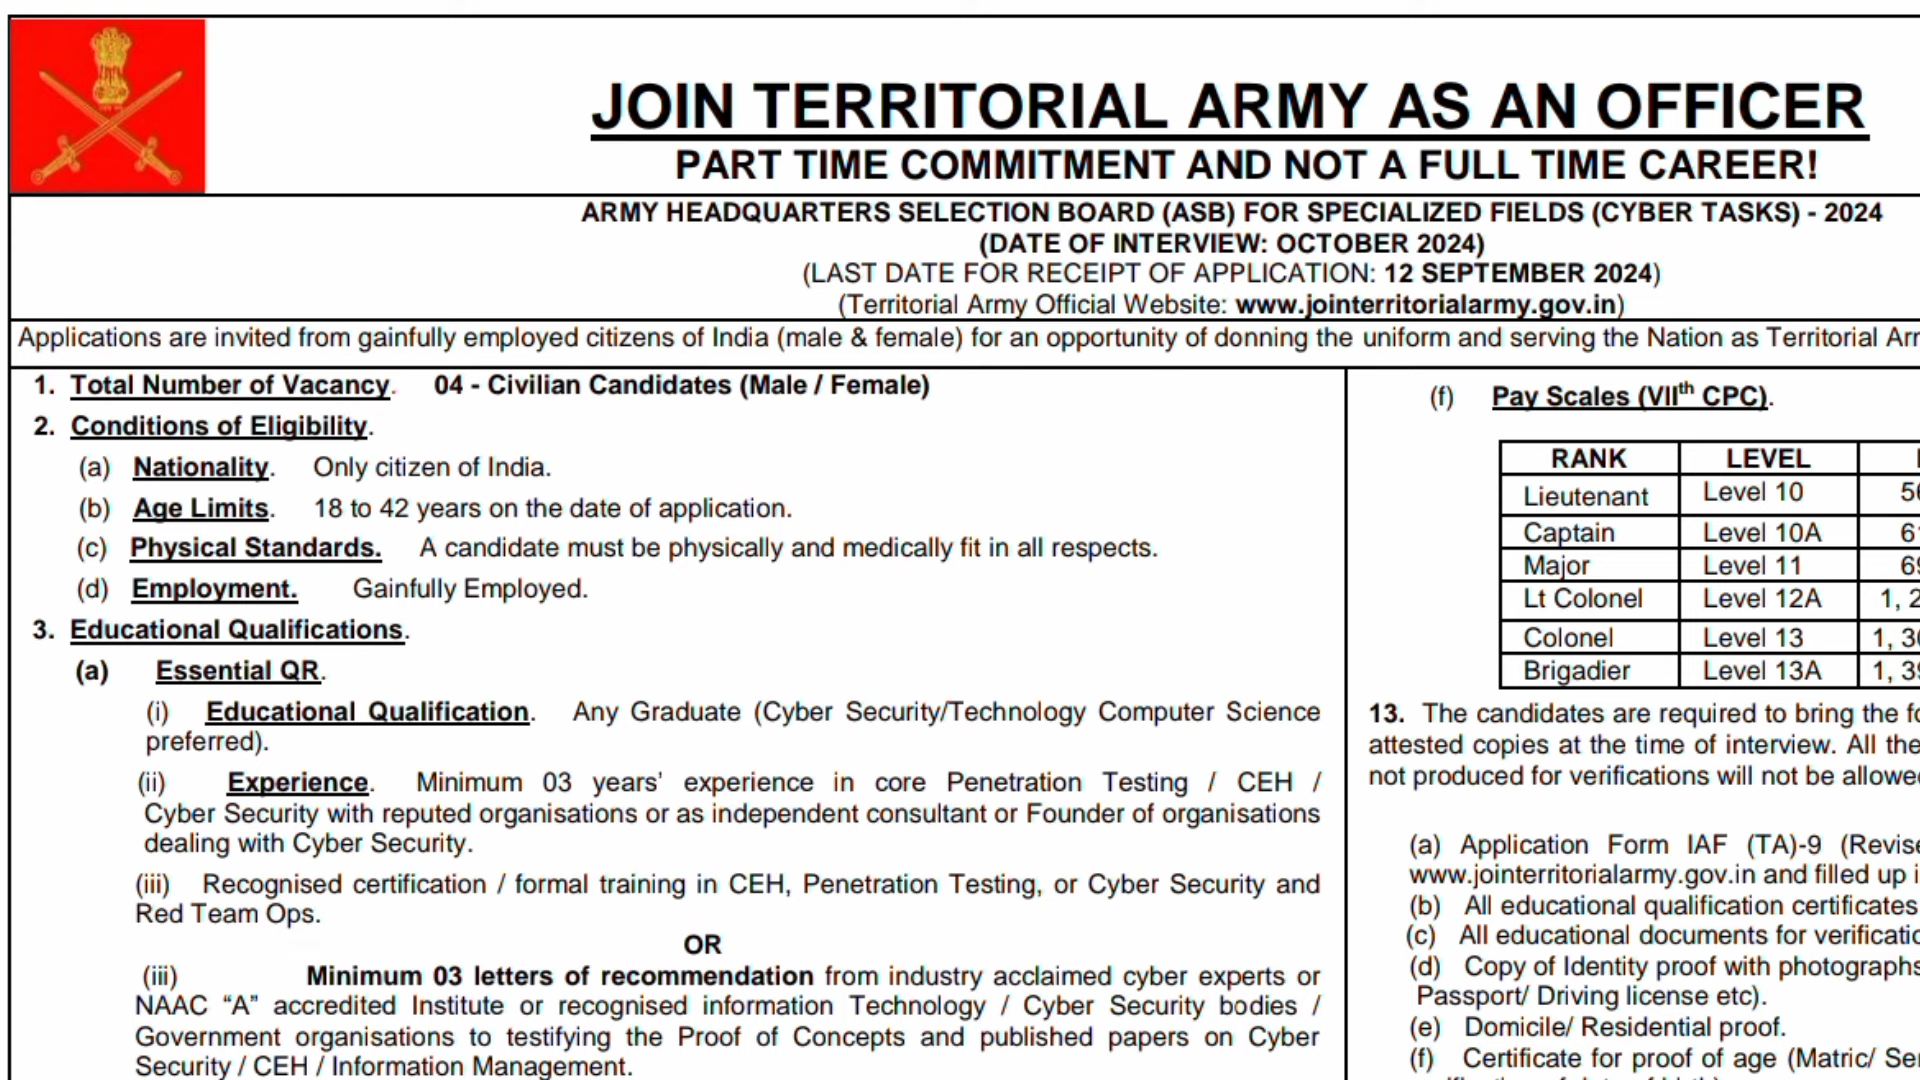 JOIN TERRITORIAL ARMY AS AN OFFICER
PART TIME COMMITMENT AND NOT A FULL TIME CAREER!
ARMY HEADQUARTERS SELECTION BOARD (ASB) FOR SPECIALIZED FIELDS (CYBER TASKS) - 2024
(DATE OF INTERVIEW: OCTOBER 2024)
(LAST DATE FOR RECEIPT OF APPLICATION: 12 SEPTEMBER 2024)
(Territorial Army Official Website: www.jointerritorialarmy.gov.in)
Applications are invited from gainfully employed citizens of India (male & female) for an opportunity of donning the uniform and serving the Nation as Territorial
1. Total Number of Vacancy. 04 - Civilian Candidates (Male / Female)
2. Conditions of Eligibility.
(a) Nationality. Only citizen of India.
(b) Age Limits. 18 to 42 years on the date of application.
(c) Physical Standards. A candidate must be physically and medically fit in all respects.
(d) Employment. Gainfully Employed.
3. Educational Qualifications.
(a) Essential QR.
(i) Educational Qualification. Any Graduate (Cyber Security/Technology Computer Science
preferred).
(ii) Experience. Minimum 03 years' experience in core Penetration Testing / CEH /
Cyber Security with reputed organisations or as independent consultant or Founder of organisations
dealing with Cyber Security.
(iii) Recognised certification / formal training in CEH, Penetration Testing, or Cyber Security and
Red Team Ops.
OR
(iii) Minimum 03 letters of recommendation from industry acclaimed cyber experts or
NAAC “A” accredited Institute or recognised information Technology / Cyber Security bodies /
Government organisations to testifying the Proof of Concepts and published papers on Cyber
Security / CEH / Information Management.
(f) Pay Scales (VIIth CPC).
RANK LEVEL
Lieutenant Level 10
Captain Level 10A
Major Level 11
Lt Colonel Level 12A
Colonel Level 13
Brigadier Level 13A
13. The candidates are required to bring the
attested copies at the time of interview. All
not produced for verifications will not be
(a) Application Form IAF (TA)-9
www.jointerritorialarmy.gov.in and filled up
(b) All educational qualification certificates
(c) All educational documents for
(d) Copy of Identity proof with
Passport/ Driving license etc).
(e) Domicile/ Residential proof.
(f) Certificate for proof of age (Matric/